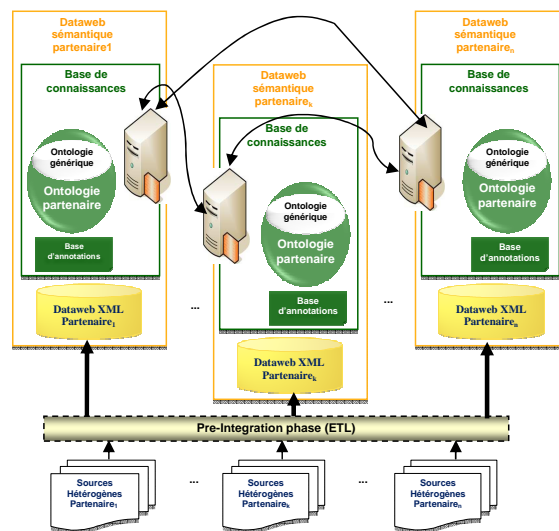 Dataweb
sémantique
partenaire1
Base de
connaissances
Ontologie
générique
Ontologie
partenaire
Base
d'annotations
Dataweb XML
Partenaire1
...
Dataweb
sémantique
partenairek
Base de
connaissances
Ontologie
générique
Ontologie
partenaire
Base
d'annotations
Dataweb XML
Partenairek
...
Dataweb
sémantique
partenairen
Base de
connaissances
Ontologie
générique
Ontologie
partenaire
Base
d'annotations
Dataweb XML
Partenairen
Pre-Integration phase (ETL)
Sources
Hétérogènes
Partenaire1
...
Sources
Hétérogènes
Partenairek
...
Sources
Hétérogènes
Partenairen